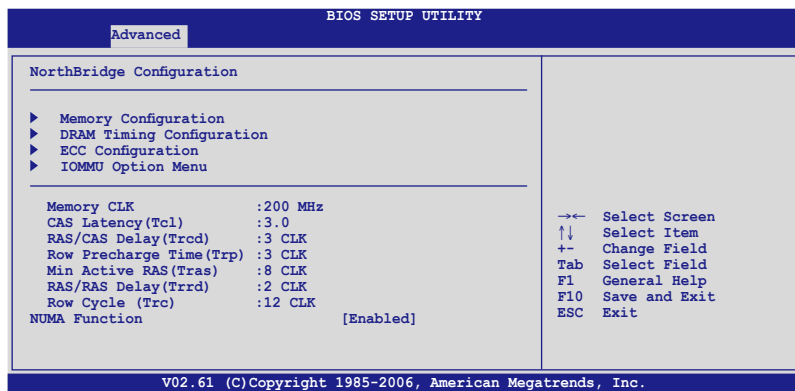 BIOS SETUP UTILITY
Advanced
NorthBridge Configuration
Memory Configuration
DRAM Timing Configuration
ECC Configuration
IOMMU Option Menu
Memory CLK :200 MHz
CAS Latency(Tcl) :3.0
RAS/CAS Delay(Trcd) :3 CLK
Row Precharge Time(Trp) :3 CLK
Min Active RAS(Tras) :8 CLK
RAS/RAS Delay(Trrd) :2 CLK
Row Cycle (Trc) :12 CLK
NUMA Function [Enabled]
→← Select Screen
↑↓ Select Item
+- Change Field
Tab Select Field
F1 General Help
F10 Save and Exit
ESC Exit
V02.61 (C)Copyright 1985-2006, American Megatrends, Inc.